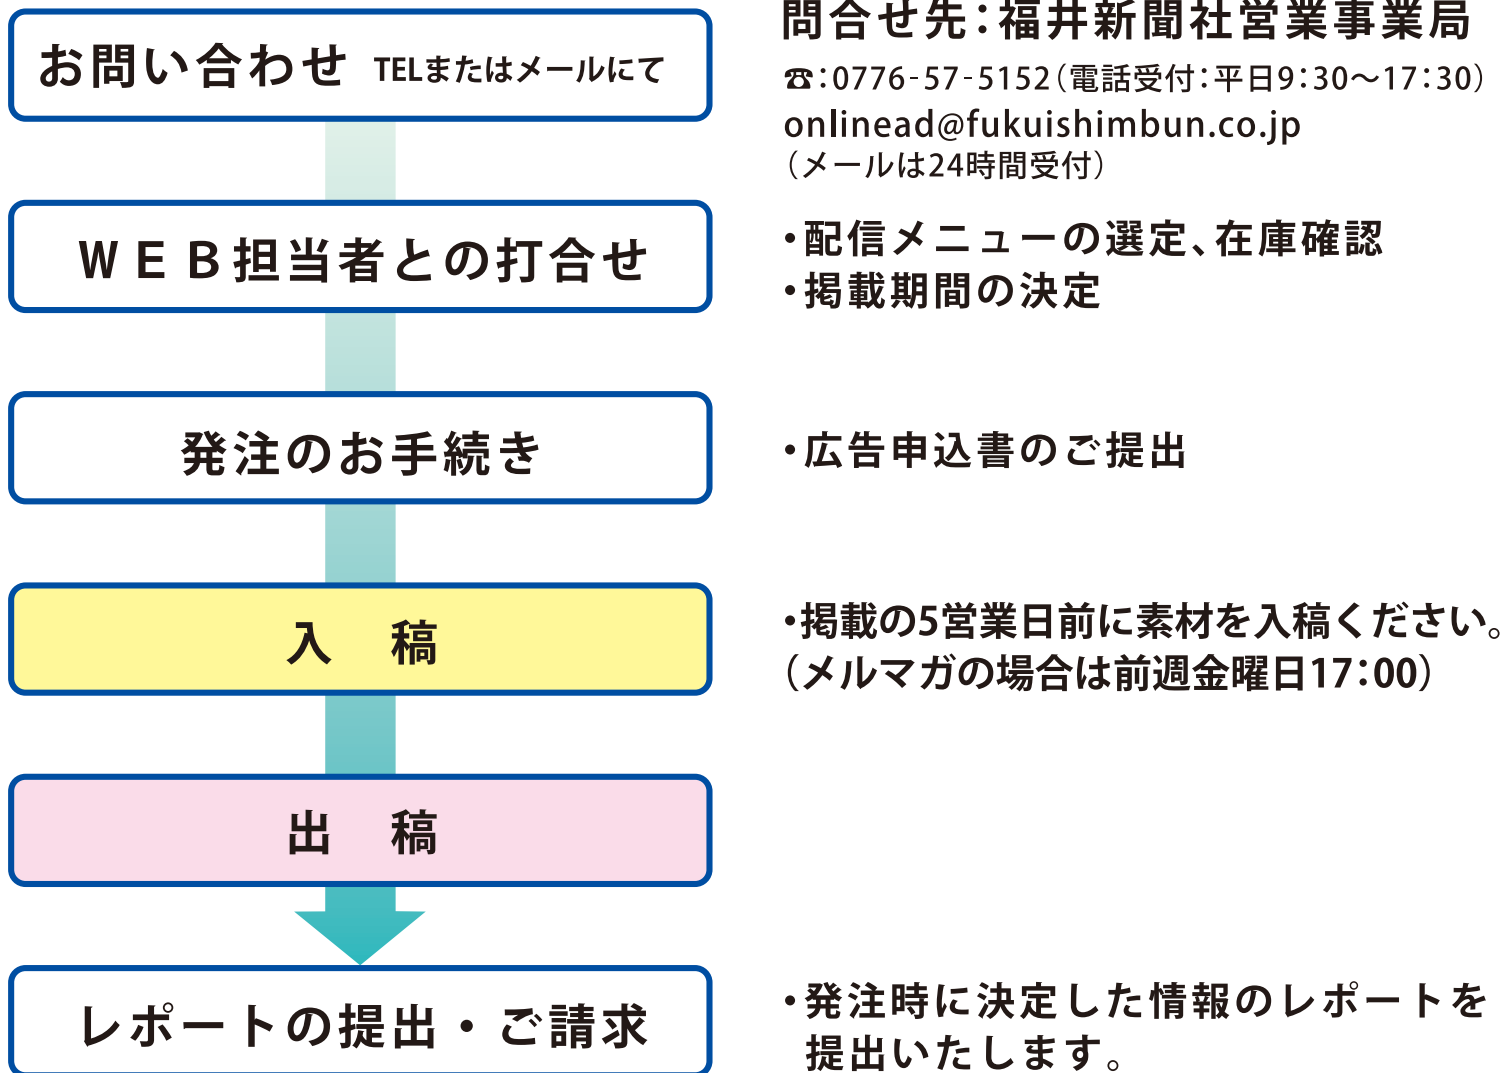 お問い合わせ TELまたはメールにて
問合せ先：福井新聞社営業事業局
☎：0776-57-5152（電話受付：平日9：30〜17：30）
onlinead@fukuishimbun.co.jp
（メールは24時間受付）
ＷＥＢ担当者との打合せ
・配信メニューの選定、在庫確認
・掲載期間の決定
発注のお手続き
・広告申込書のご提出
入　稿
・掲載の5営業日前に素材を入稿ください。
（メルマガの場合は前週金曜日17：00）
出　稿
レポートの提出・ご請求
・発注時に決定した情報のレポートを
提出いたします。